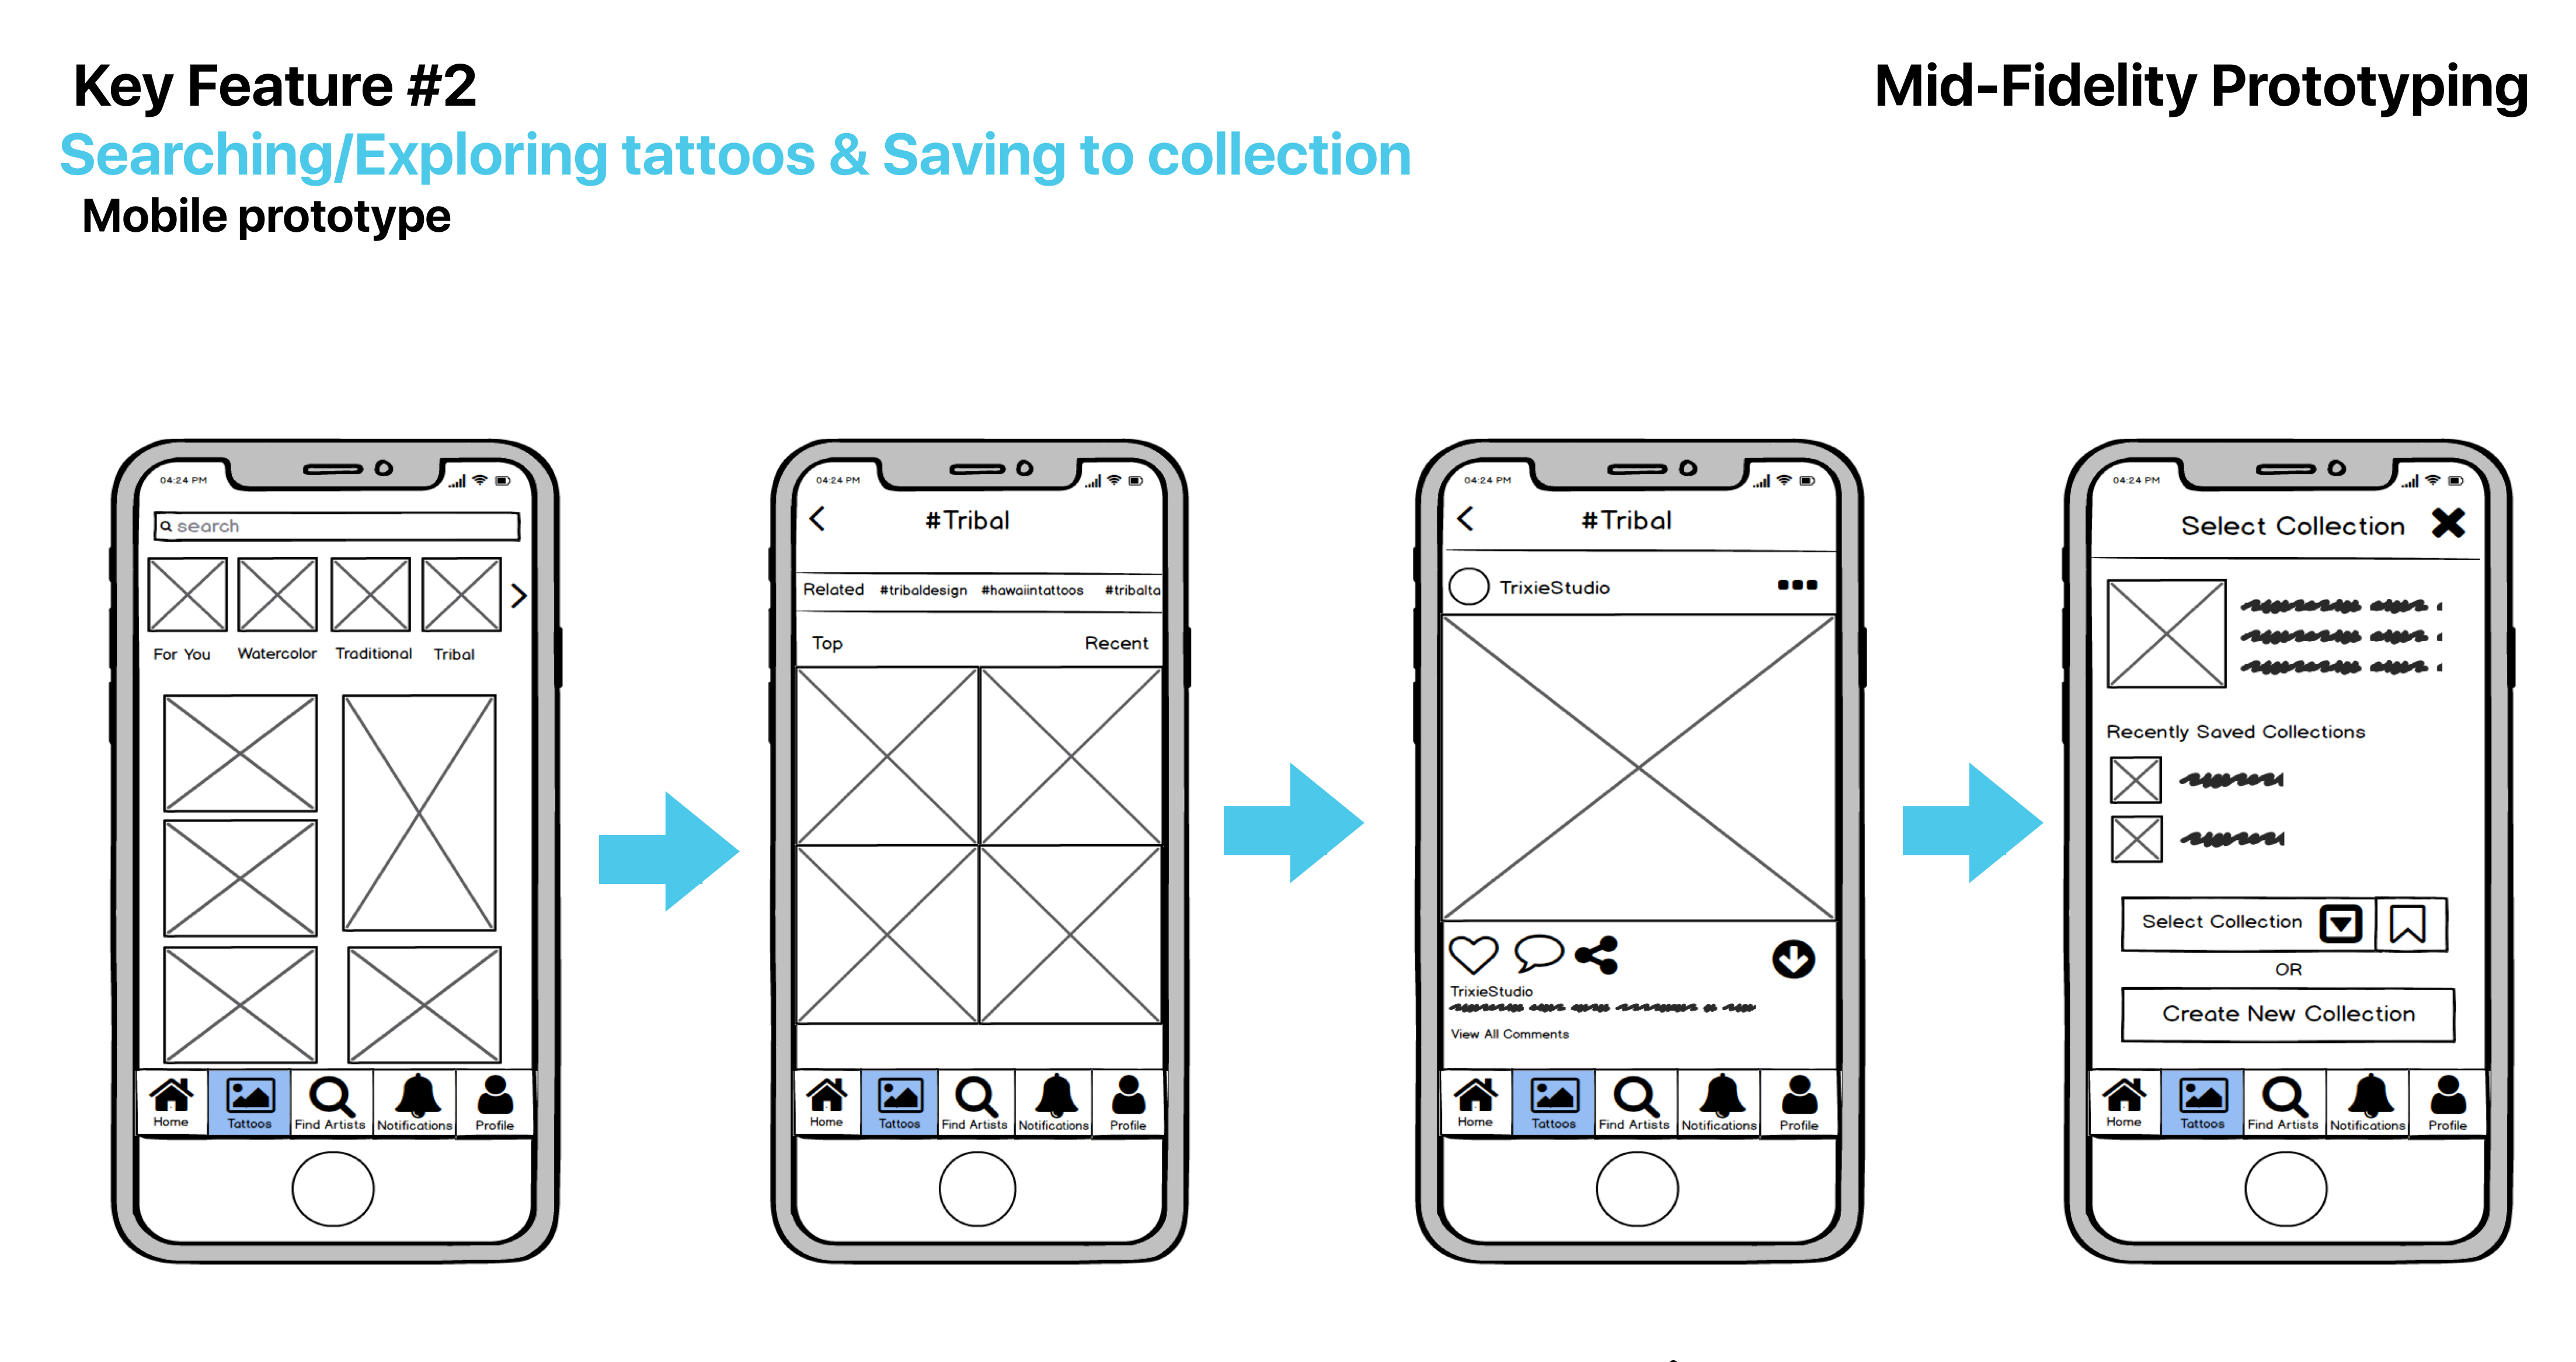 Key Feature #2
Mid-Fidelity Prototyping
Searching/Exploring tattoos & Saving to collection
Mobile prototype
04:24 PM
search
For You Watercolor Traditional Tribal
Home Tattoos Find Artists Notifications Profile
04:24 PM
#Tribal
Related #tribaldesign #hawaiintattoos #tribalta
Top Recent
Home Tattoos Find Artists Notifications Profile
04:24 PM
#Tribal
TrixieStudio
TrixieStudio
View All Comments
Home Tattoos Find Artists Notifications Profile
04:24 PM
Select Collection
Recently Saved Collections
Select Collection
OR
Create New Collection
Home Tattoos Find Artists Notifications Profile